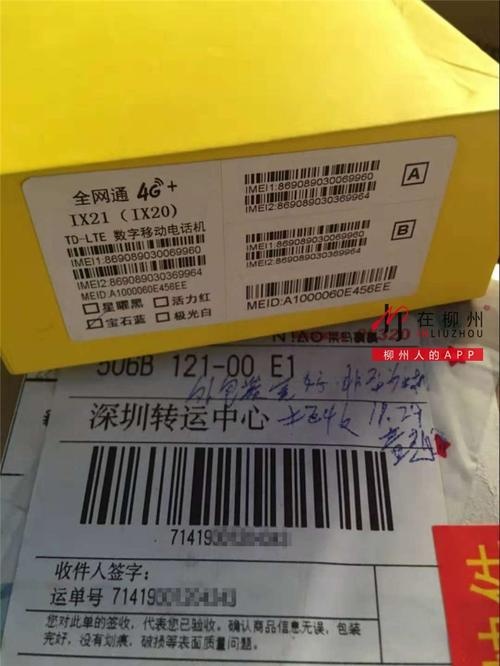 在柳州
INLIUZHOU
柳州人的APP
全网通 4G+
IX21（IX20）
TD-LTE 数字移动电话机
IMEI1:869089030069960
IMEI2:869089030369964
MEID:A1000060E456EE
星曜黑 活力红
宝石蓝 极光白
IMEI1:869089030069960
IMEI2:869089030369964
A
IMEI1:869089030069960
IMEI2:869089030369964
B
MEID:A1000060E456EE
506B 121-00 E1
深圳转运中心
71419
收件人签字：
运单号
您对此单的签收，代表您已验收。确认商品信息无误，包装
完好，没有划痕，破损等表面质量问题。